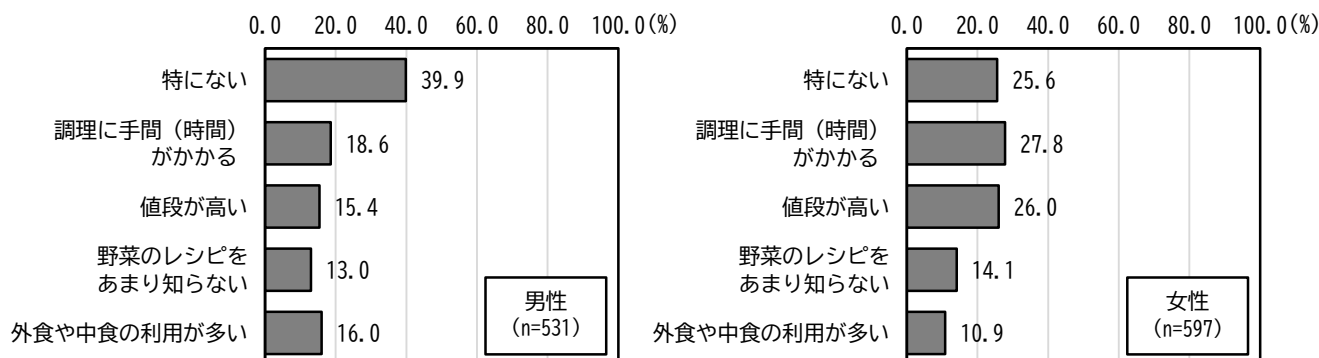 0.0 20.0 40.0 60.0 80.0 100.0(%)
特にない 39.9
調理に手間（時間）
がかかる 18.6
値段が高い 15.4
野菜のレシピを
あまり知らない 13.0
外食や中食の利用が多い 16.0
男性
（n=531）
0.0 20.0 40.0 60.0 80.0 100.0(%)
特にない 25.6
調理に手間（時間）
がかかる 27.8
値段が高い 26.0
野菜のレシピを
あまり知らない 14.1
外食や中食の利用が多い 10.9
女性
（n=597）